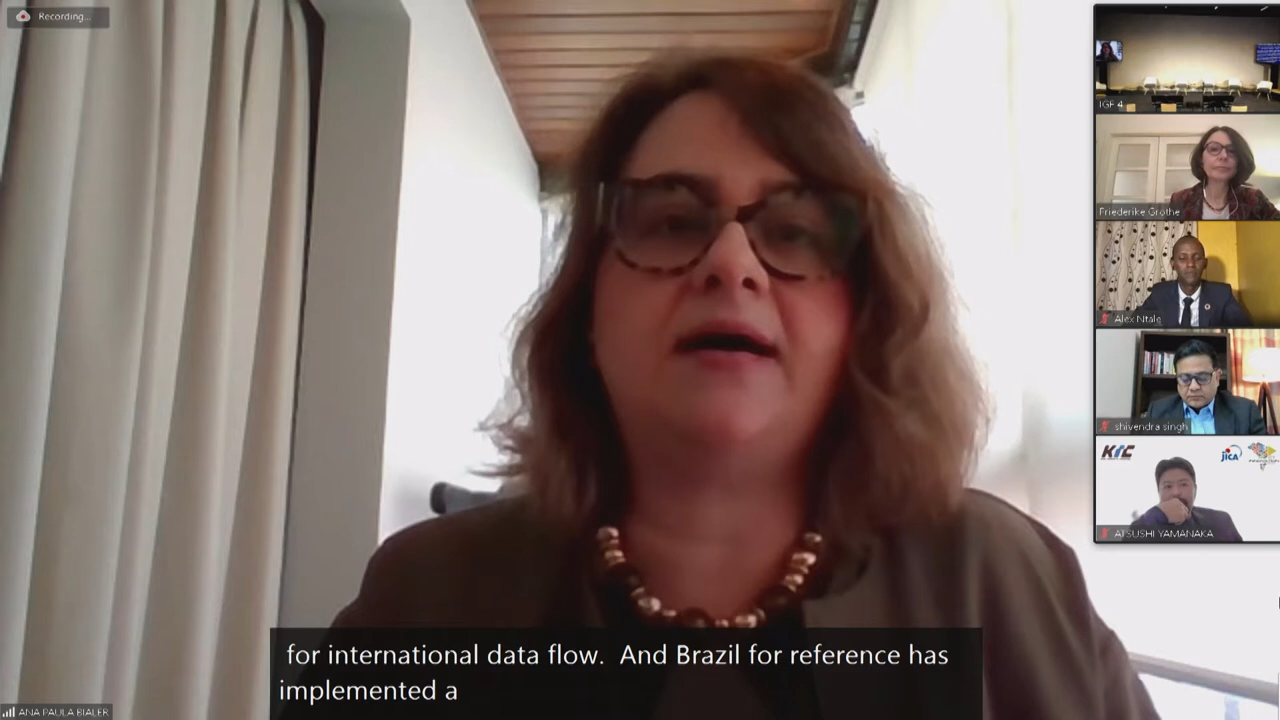 Recording...
IGF 4
Friederike Grothe
Alex Ntale
shivendra singh
KIC
JICA
ATSUSHI YAMANAKA
for international data flow.  And Brazil for reference has
implemented a
ANA PAULA BIALER